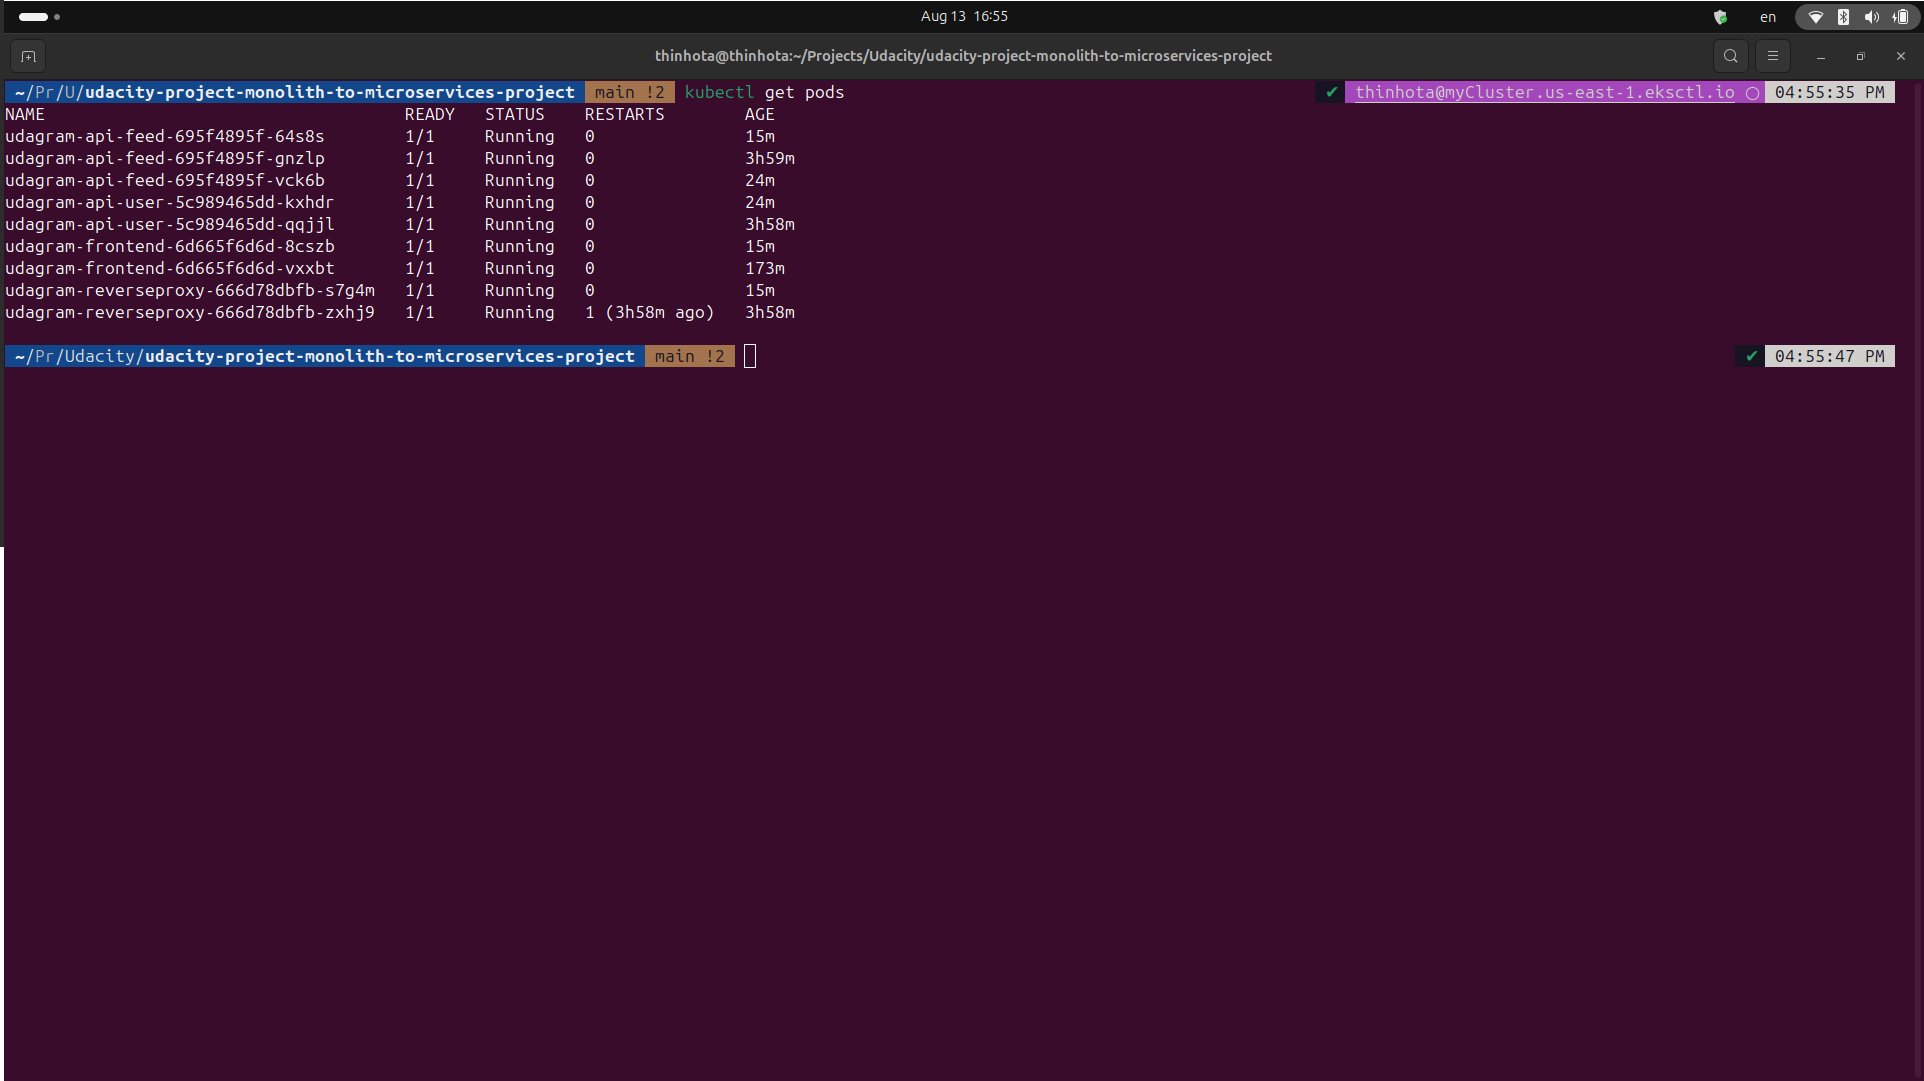 Aug 13 16:55
en
thinhota@thinhota:~/Projects/Udacity/udacity-project-monolith-to-microservices-project
~/Pr/U/udacity-project-monolith-to-microservices-project main !2 kubectl get pods ✔ thinhota@myCluster.us-east-1.eksctl.io ○ 04:55:35 PM
NAME READY STATUS RESTARTS AGE
udagram-api-feed-695f4895f-64s8s 1/1 Running 0 15m
udagram-api-feed-695f4895f-gnzlp 1/1 Running 0 3h59m
udagram-api-feed-695f4895f-vck6b 1/1 Running 0 24m
udagram-api-user-5c989465dd-kxhdr 1/1 Running 0 24m
udagram-api-user-5c989465dd-qqjjl 1/1 Running 0 3h58m
udagram-frontend-6d665f6d6d-8cszb 1/1 Running 0 15m
udagram-frontend-6d665f6d6d-vxxbt 1/1 Running 0 173m
udagram-reverseproxy-666d78dbfb-s7g4m 1/1 Running 0 15m
udagram-reverseproxy-666d78dbfb-zxhj9 1/1 Running 1 (3h58m ago) 3h58m
~/Pr/Udacity/udacity-project-monolith-to-microservices-project main !2 ✔ 04:55:47 PM